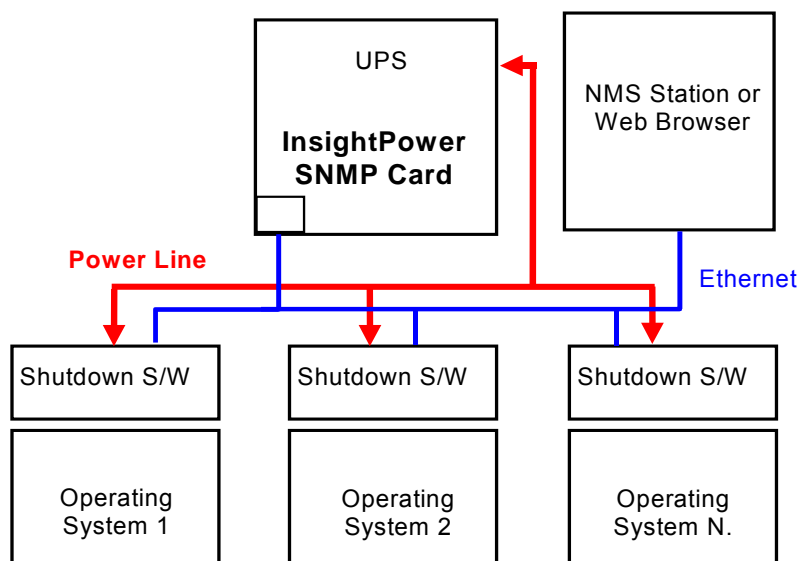 UPS
InsightPower
SNMP Card
NMS Station or
Web Browser
Power Line
Ethernet
Shutdown S/W
Shutdown S/W
Shutdown S/W
Operating
System 1
Operating
System 2
Operating
System N.